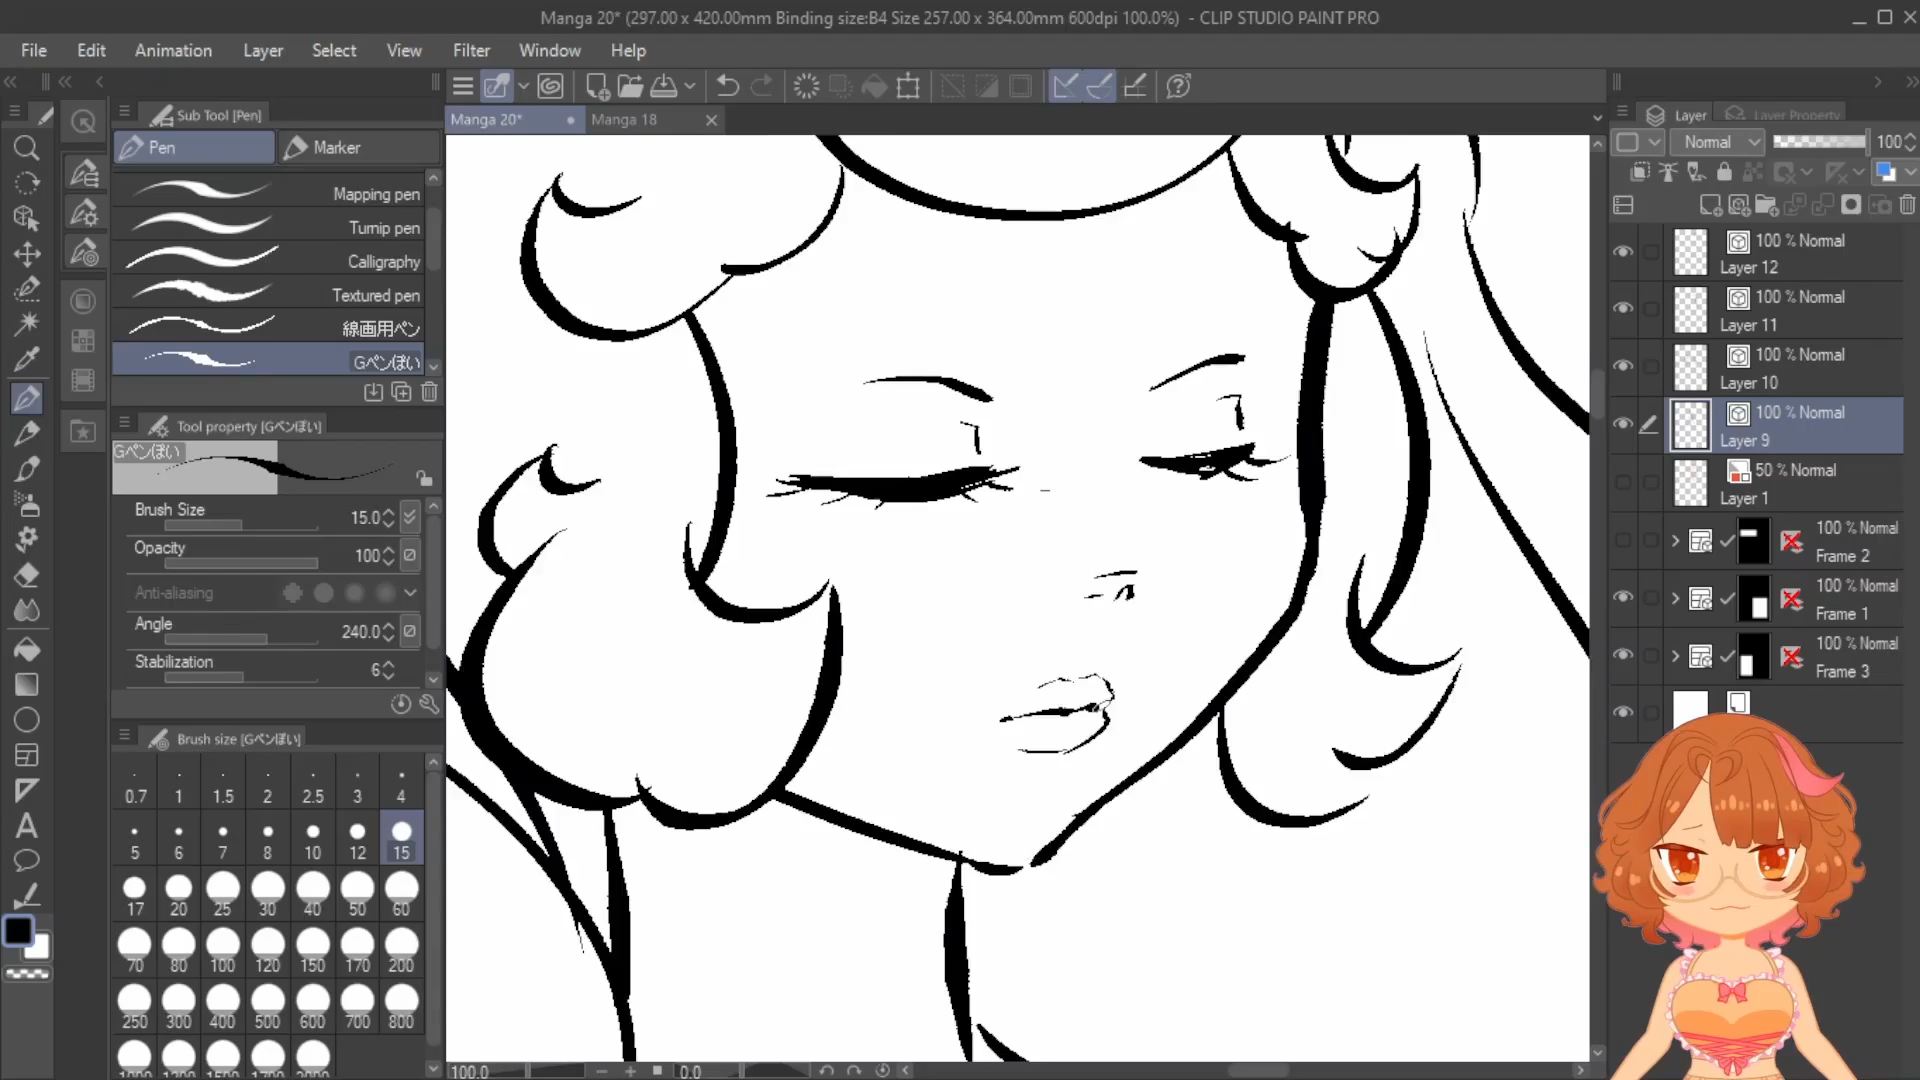 Manga 20* (297.00 x 420.00mm Binding size:B4 Size 257.00 x 364.00mm 600dpi 100.0%) - CLIP STUDIO PAINT PRO
File Edit Animation Layer Select View Filter Window Help
Sub Tool [Pen]
Pen
Marker
Mapping pen
Turnip pen
Calligraphy
Textured pen
線画用ペン
Gペンぽい
Tool property [Gペンぽい]
Gペンぽい
Brush Size 15.0
Opacity 100
Anti-aliasing
Angle 240.0
Stabilization 6
Brush size [Gペンぽい]
0.7 1 1.5 2 2.5 3 4
5 6 7 8 10 12 15
17 20 25 30 40 50 60
70 80 100 120 150 170 200
250 300 400 500 600 700 800
Manga 20*
Manga 18
100.0
0.0
Layer
Layer Property
Normal 100
100 % Normal
Layer 12
100 % Normal
Layer 11
100 % Normal
Layer 10
100 % Normal
Layer 9
50 % Normal
Layer 1
100 % Normal
Frame 2
100 % Normal
Frame 1
100 % Normal
Frame 3